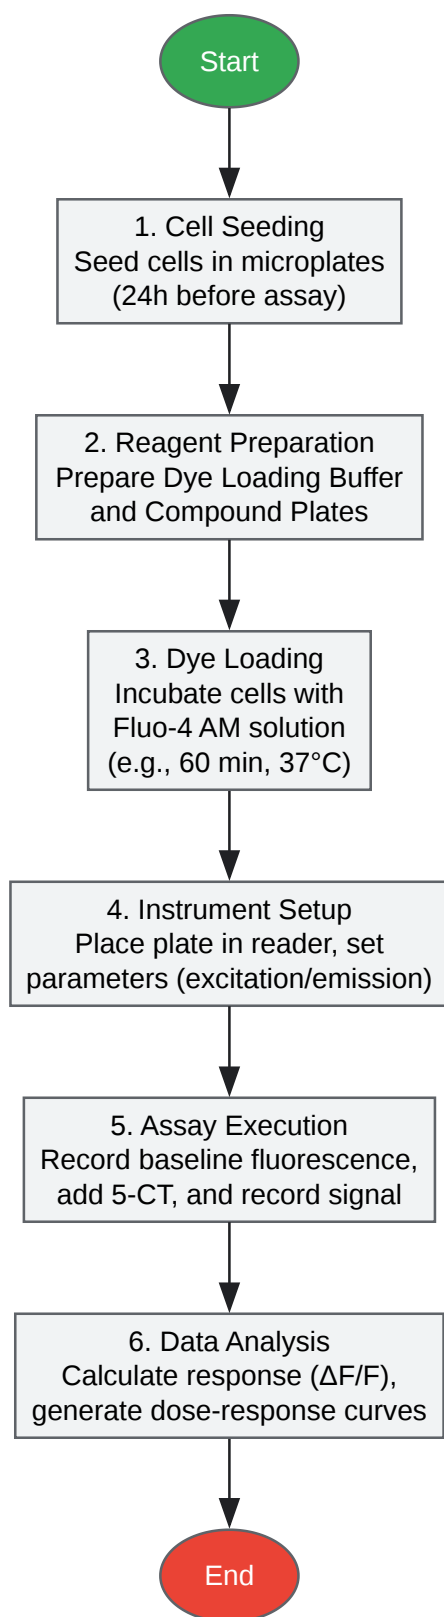 Start
1. Cell Seeding
Seed cells in microplates
(24h before assay)
2. Reagent Preparation
Prepare Dye Loading Buffer
and Compound Plates
3. Dye Loading
Incubate cells with
Fluo-4 AM solution
(e.g., 60 min, 37°C)
4. Instrument Setup
Place plate in reader, set
parameters (excitation/emission)
5. Assay Execution
Record baseline fluorescence,
add 5-CT, and record signal
6. Data Analysis
Calculate response (ΔF/F),
generate dose-response curves
End